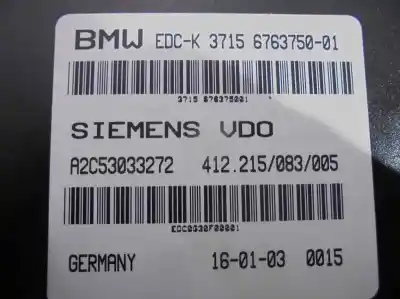 BMW EDC-K 3715 6763750-01
3715 676375001
SIEMENS VDO
A2C53033272 412.215/083/005
GERMANY 16-01-03 0015